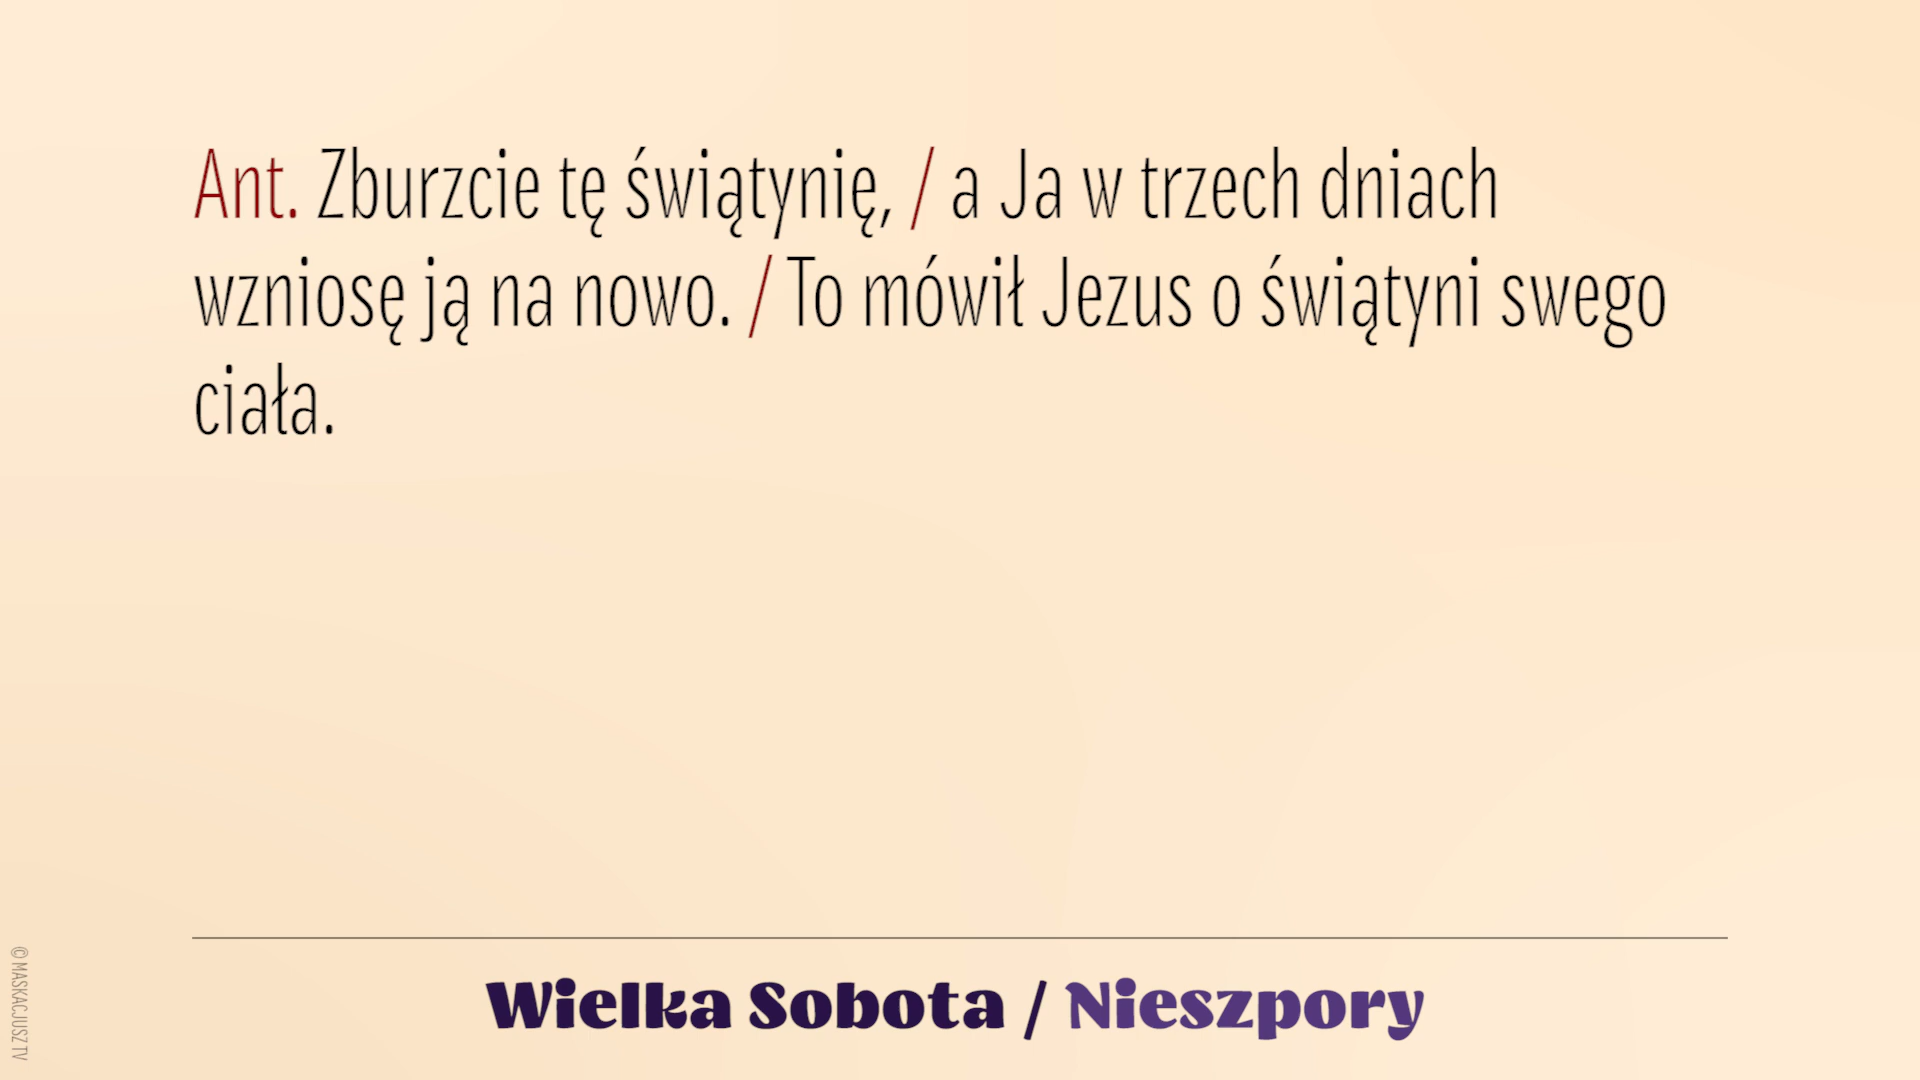 Ant. Zburzcie tę świątynię, / a Ja w trzech dniach
wzniosę ją na nowo. / To mówił Jezus o świątyni swego
ciała.
Wielka Sobota / Nieszpory
© MASKACJUSZ TV